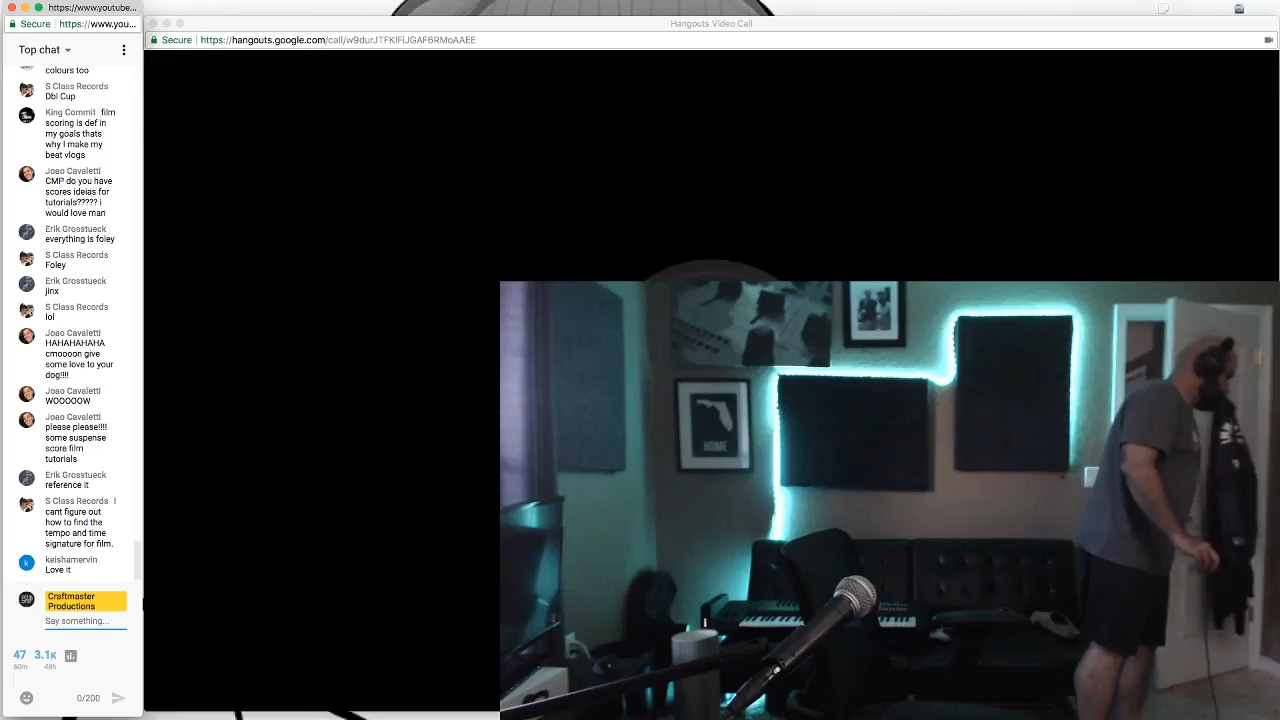 https://www.youtube...
Secure
https://www.you...
Hangouts Video Call
Secure
https://hangouts.google.com/call/w9durJTFKIFiJGAF6RMoAAEE
Top chat
colours too
S Class Records
Dbl Cup
King Commit film
scoring is def in
my goals thats
why I make my
beat vlogs
Joao Cavaletti
CMP do you have
scores ideias for
tutorials????? i
would love man
Erik Grosstueck
everything is foley
S Class Records
Foley
Erik Grosstueck
jinx
S Class Records
lol
Joao Cavaletti
HAHAHAHAHA
cmoooon give
some love to your
dog!!!!
Joao Cavaletti
WOOOOOW
Joao Cavaletti
please please!!!!
some suspense
score film
tutorials
Erik Grosstueck
reference it
S Class Records I
cant figure out
how to find the
tempo and time
signature for film.
keishamervin
Love it
k
Craftmaster
Productions
Say something...
47 3.1K
60m 48h
0/200
HOME